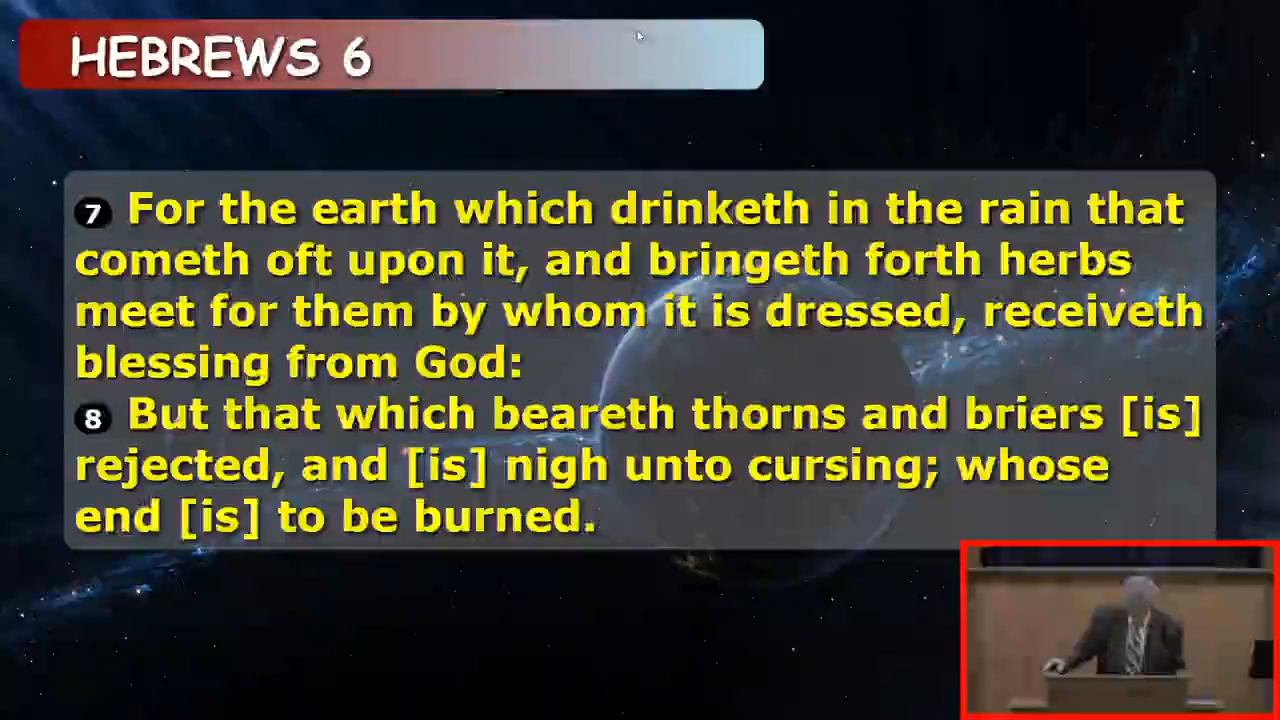 HEBREWS 6
7 For the earth which drinketh in the rain that
cometh oft upon it, and bringeth forth herbs
meet for them by whom it is dressed, receiveth
blessing from God:
8 But that which beareth thorns and briers [is]
rejected, and [is] nigh unto cursing; whose
end [is] to be burned.